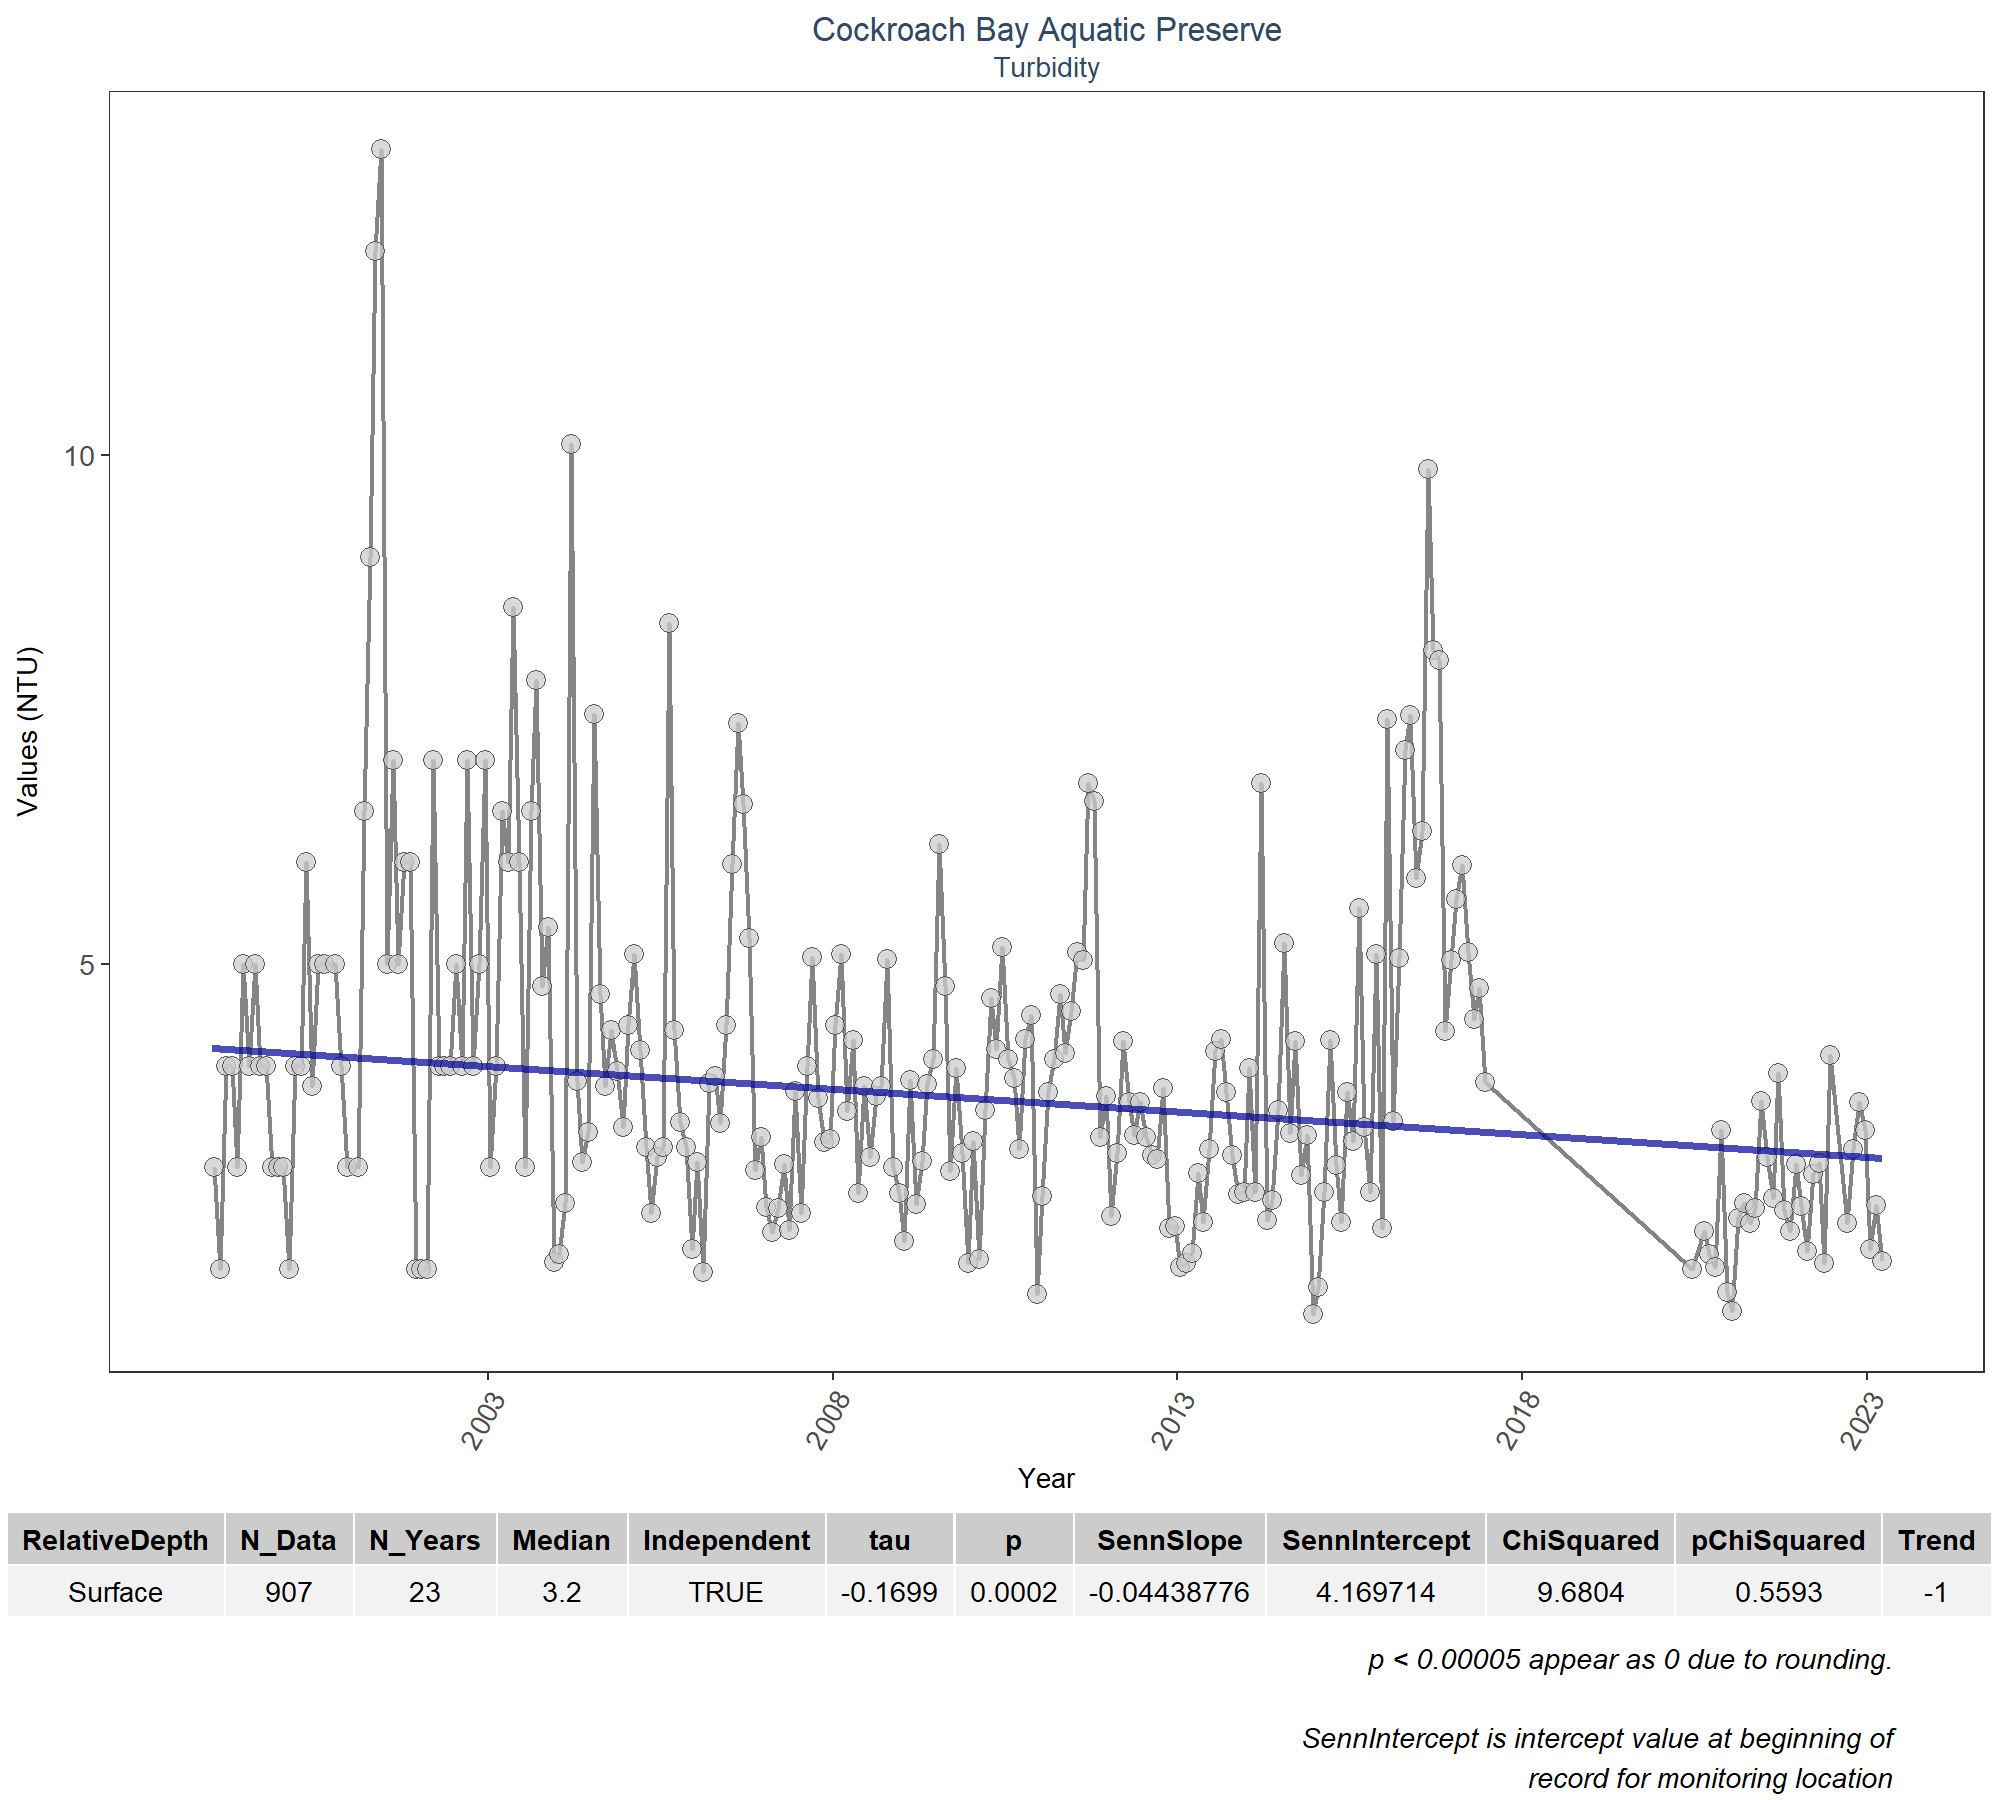 Cockroach Bay Aquatic Preserve
Turbidity
Values (NTU)
10
5
2003 2008 2013 2018 2023
Year
RelativeDepth N_Data N_Years Median Independent tau p SennSlope SennIntercept ChiSquared pChiSquared Trend
Surface 907 23 3.2 TRUE -0.1699 0.0002 -0.04438776 4.169714 9.6804 0.5593 -1
p < 0.00005 appear as 0 due to rounding.
SennIntercept is intercept value at beginning of
record for monitoring location